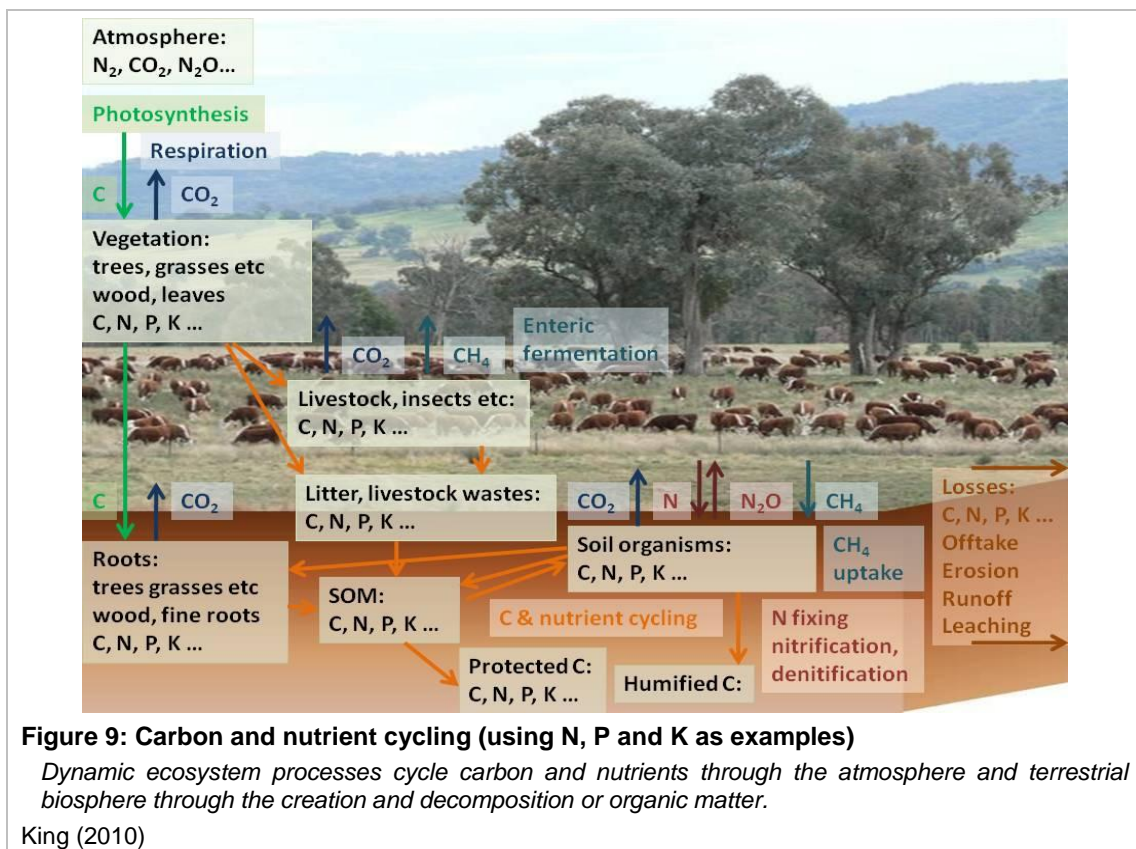 Atmosphere:
N₂, CO₂, N₂O...
Photosynthesis
Respiration
C
CO₂
Vegetation:
trees, grasses etc
wood, leaves
C, N, P, K ...
CO₂
CH₄
Enteric
fermentation
Livestock, insects etc:
C, N, P, K ...
C
CO₂
Litter, livestock wastes:
C, N, P, K ...
CO₂
N
N₂O
CH₄
Losses:
C, N, P, K ...
Offtake
Erosion
Runoff
Leaching
Roots:
trees grasses etc
wood, fine roots
C, N, P, K ...
SOM:
C, N, P, K ...
Soil organisms:
C, N, P, K ...
CH₄
uptake
C & nutrient cycling
N fixing
nitrification,
denitification
Protected C:
C, N, P, K ...
Humified C:
Figure 9: Carbon and nutrient cycling (using N, P and K as examples)
Dynamic ecosystem processes cycle carbon and nutrients through the atmosphere and terrestrial
biosphere through the creation and decomposition or organic matter.
King (2010)